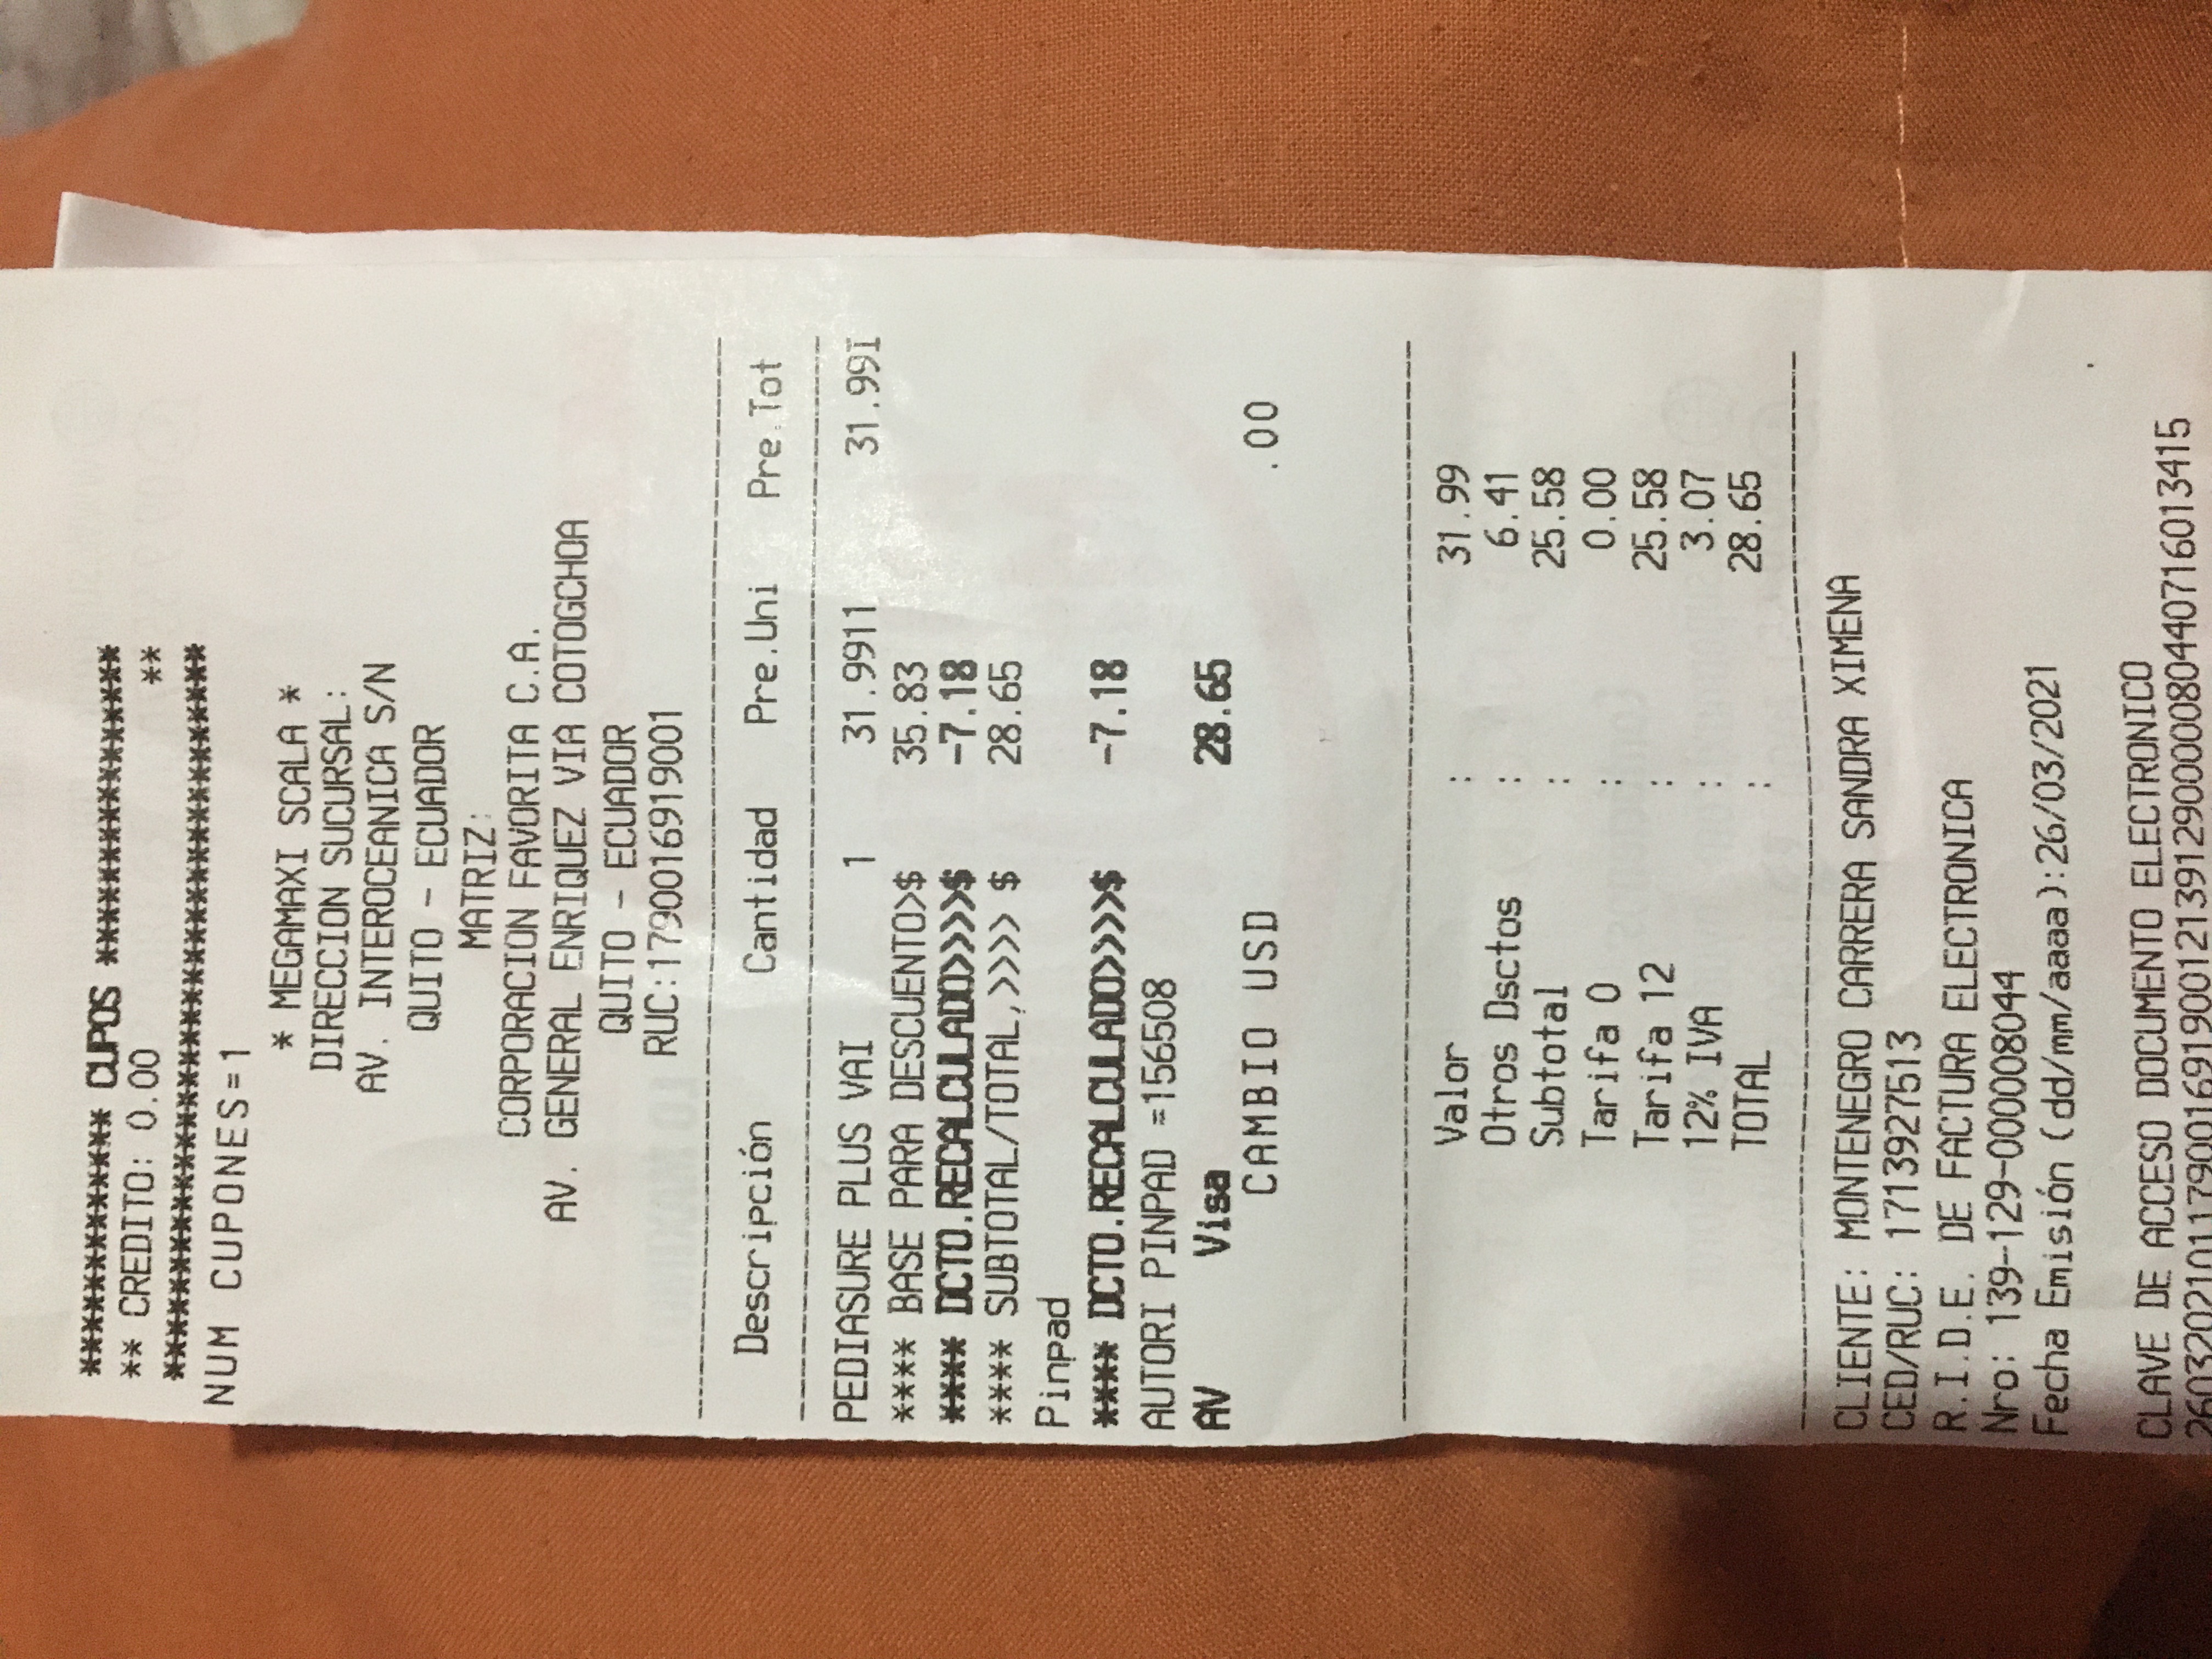 ************* CUPOS ****************
** CREDITO: 0.00 **
************************************
NUM CUPONES=1
* MEGAMAXI SCALA *
DIRECCION SUCURSAL:
AV. INTEROCEANICA S/N
QUITO - ECUADOR
MATRIZ:
CORPORACION FAVORITA C.A.
AV. GENERAL ENRIQUEZ VIA COTOGCHOA
QUITO - ECUADOR
RUC:1790016919001
Descripción Cantidad Pre.Uni Pre.Tot
PEDIASURE PLUS VAI 1 31.9911 31.99I
**** BASE PARA DESCUENTO>$ 35.83
**** DCTO.RECALCULADO>>>>$ -7.18
**** SUBTOTAL/TOTAL,>>>> $ 28.65
Pinpad
**** DCTO.RECALCULADO>>>>$ -7.18
AUTORI PINPAD =156508
AV Visa 28.65
CAMBIO USD .00
Valor : 31.99
Otros Dsctos : 6.41
Subtotal : 25.58
Tarifa 0 : 0.00
Tarifa 12 : 25.58
12% IVA : 3.07
TOTAL : 28.65
CLIENTE: MONTENEGRO CARRERA SANDRA XIMENA
CED/RUC: 1713927513
R.I.D.E. DE FACTURA ELECTRONICA
Nro: 139-129-000008044
Fecha Emisión (dd/mm/aaaa):26/03/2021
CLAVE DE ACCESO DOCUMENTO ELECTRONICO
2603202101179001691900121391290000080440716013415